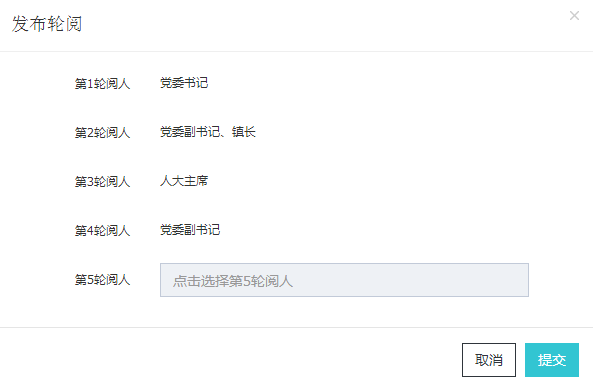 发布轮阅
×
第1轮阅人 党委书记
第2轮阅人 党委副书记、镇长
第3轮阅人 人大主席
第4轮阅人 党委副书记
第5轮阅人 点击选择第5轮阅人
取消 提交